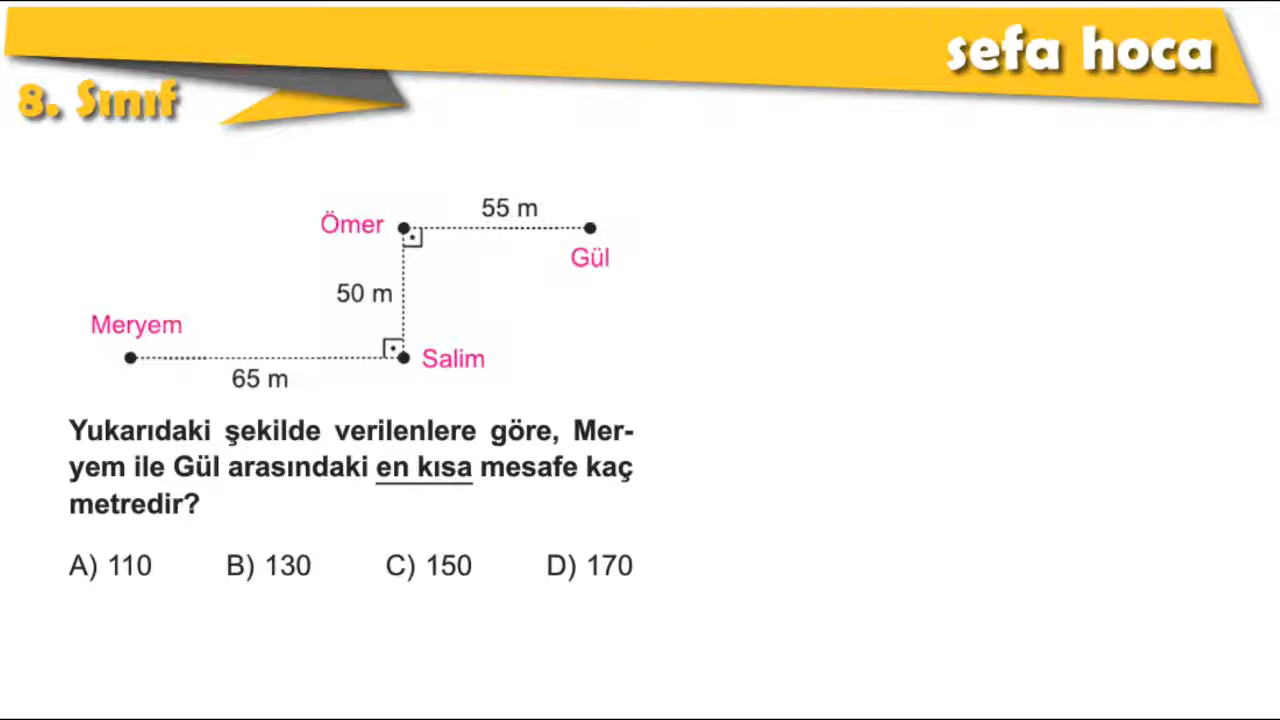 sefa hoca
8. Sınıf
55 m
Ömer
Gül
50 m
Meryem
Salim
65 m
Yukarıdaki şekilde verilenlere göre, Mer-
yem ile Gül arasındaki en kısa mesafe kaç
metredir?
A) 110 B) 130 C) 150 D) 170